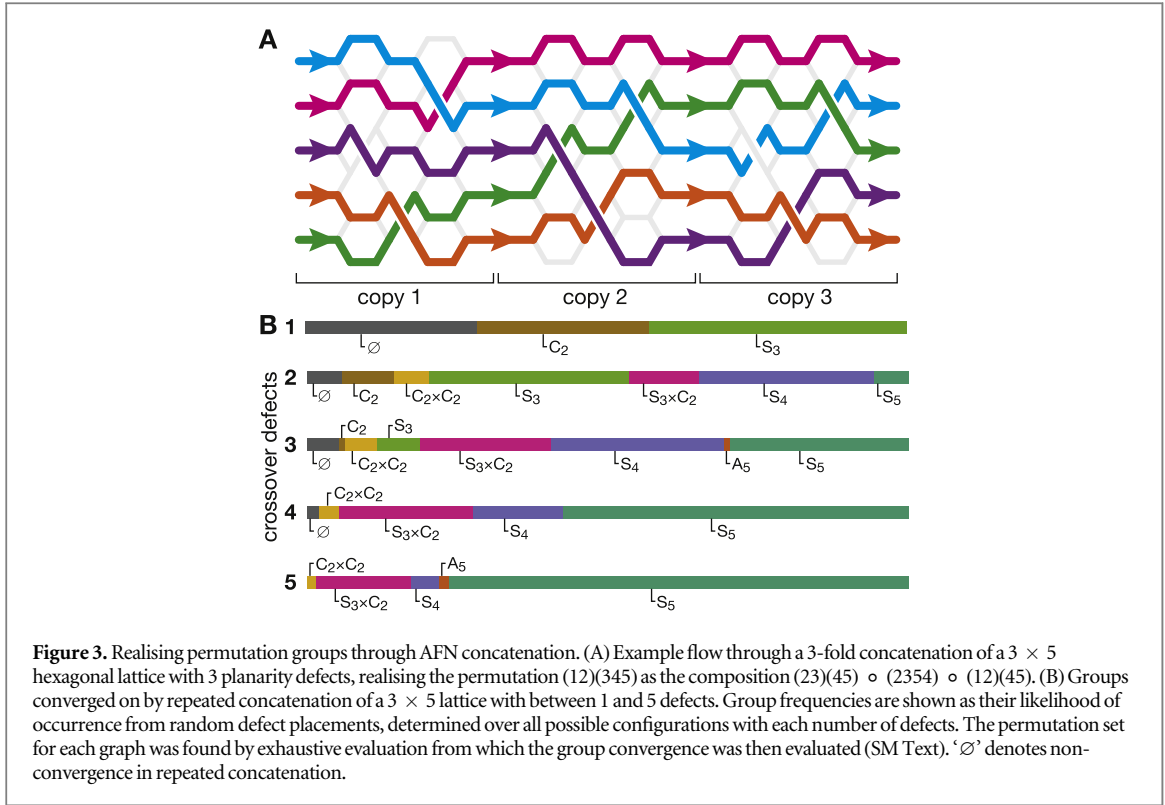 A
copy 1 copy 2 copy 3
B 1
∅ C2 S3
2
∅ C2 C2×C2 S3 S3×C2 S4 S5
C2 S3
3
∅ C2×C2 S3×C2 S4 A5 S5
C2×C2
4
∅ S3×C2 S4 S5
C2×C2 A5
5
S3×C2 S4 S5
crossover defects
Figure 3. Realising permutation groups through AFN concatenation. (A) Example flow through a 3-fold concatenation of a 3 × 5
hexagonal lattice with 3 planarity defects, realising the permutation (12)(345) as the composition (23)(45) ∘ (2354) ∘ (12)(45). (B) Groups
converged on by repeated concatenation of a 3 × 5 lattice with between 1 and 5 defects. Group frequencies are shown as their likelihood of
occurrence from random defect placements, determined over all possible configurations with each number of defects. The permutation set
for each graph was found by exhaustive evaluation from which the group convergence was then evaluated (SM Text). ‘∅’ denotes non-
convergence in repeated concatenation.